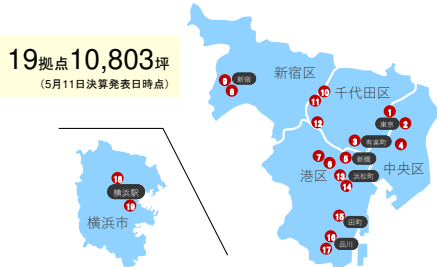 19拠点10,803坪
（5月11日決算発表日時点）
新宿区
9
新宿
8
10
千代田区
11
1
東京
2
12
3
有楽町
4
7
6
5
新橋
中央区
港区
13
浜松町
14
15
田町
16
品川
17
18
横浜駅
19
横浜市